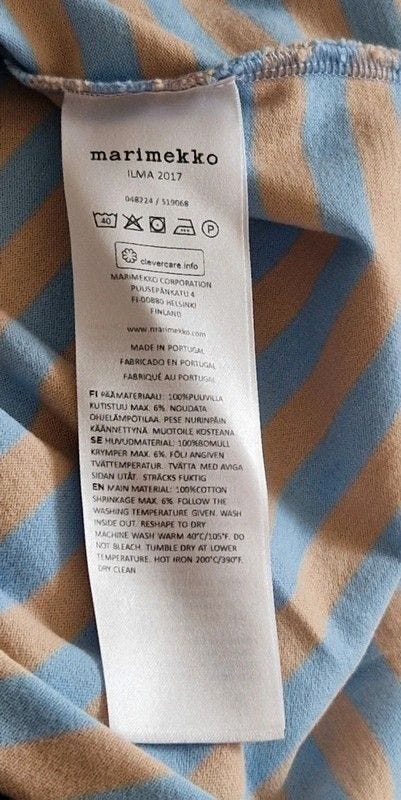 marimekko
ILMA 2017
048224 / 519068
40 P
clevercare.info
MARIMEKKO CORPORATION
PUUSEPÄNKATU 4
FI-00880 HELSINKI
FINLAND
www.marimekko.com
MADE IN PORTUGAL
FABRICADO EN PORTUGAL
FABRIQUÉ AU PORTUGAL
FI PÄÄMATERIAALI: 100%PUUVILLA
KUTISTUU MAX. 6%. NOUDATA
OHJELÄMPÖTILAA. PESE NURINPÄIN
KÄÄNNETTYNÄ. MUOTOILE KOSTEANA
SE HUVUDMATERIAL: 100%BOMULL
KRYMPER MAX. 6%. FÖLJ ANGIVEN
TVÄTTEMPERATUR. TVÄTTA MED AVIGA
SIDAN UTÅT. STRÄCKS FUKTIG
EN MAIN MATERIAL: 100%COTTON
SHRINKAGE MAX. 6% FOLLOW THE
WASHING TEMPERATURE GIVEN. WASH
INSIDE OUT. RESHAPE TO DRY
MACHINE WASH WARM 40°C/105°F. DO
NOT BLEACH. TUMBLE DRY AT LOWER
TEMPERATURE. HOT IRON 200°C/390°F.
DRY CLEAN